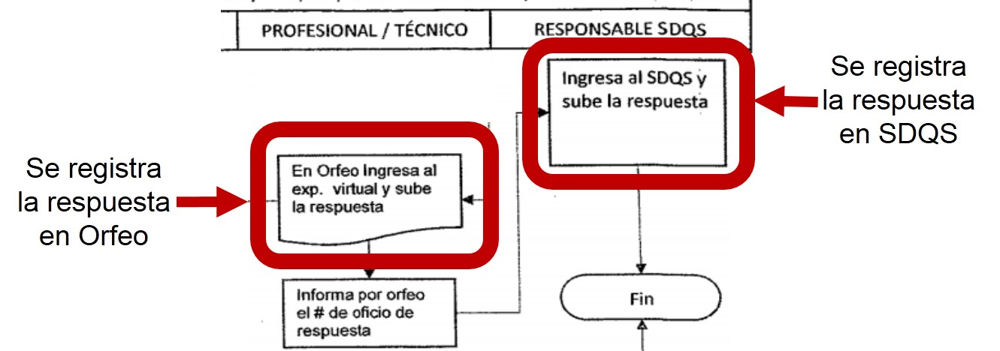 PROFESIONAL / TÉCNICO
RESPONSABLE SDQS
Ingresa al SDQS y
sube la respuesta
Se registra
la respuesta
en SDQS
Se registra
la respuesta
en Orfeo
En Orfeo Ingresa al
exp. virtual y sube
la respuesta
Informa por orfeo
el # de oficio de
respuesta
Fin